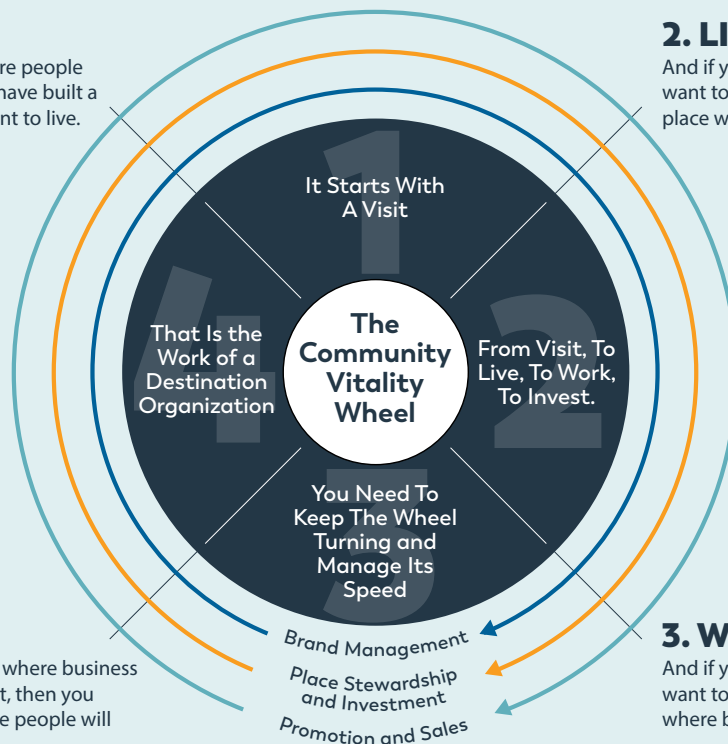 re people
have built a
nt to live.
2. LI
And if y
want to
place w
1
It Starts With
A Visit
2
From Visit, To
Live, To Work,
To Invest.
The
Community
Vitality
Wheel
4
That Is the
Work of a
Destination
Organization
3
You Need To
Keep The Wheel
Turning and
Manage Its
Speed
Brand Management
Place Stewardship
and Investment
Promotion and Sales
where business
t, then you
e people will
3. W
And if y
want to
where b